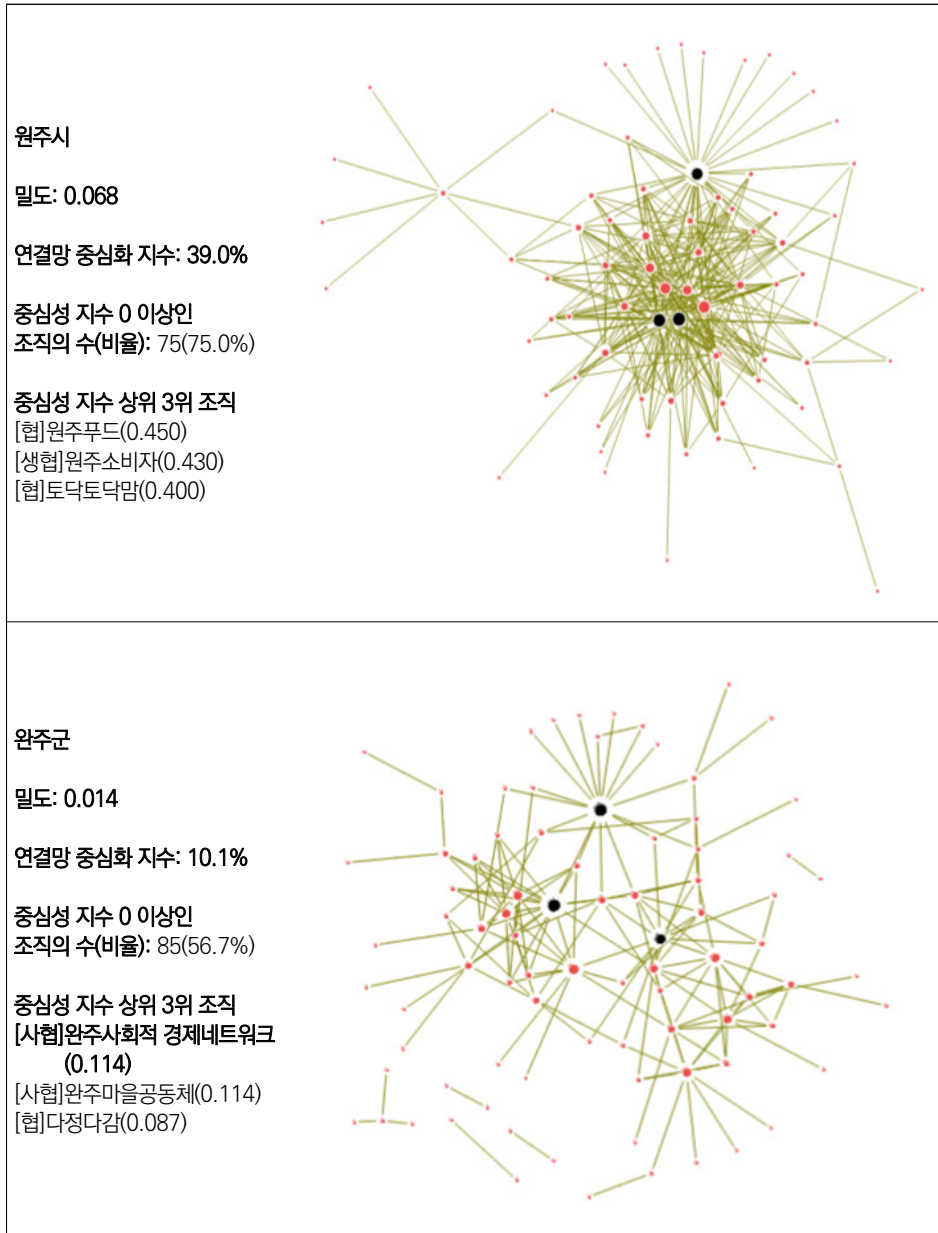 원주시
밀도: 0.068
연결망 중심화 지수: 39.0%
중심성 지수 0 이상인
조직의 수(비율): 75(75.0%)
중심성 지수 상위 3위 조직
[협]원주푸드(0.450)
[생협]원주소비자(0.430)
[협]토닥토닥맘(0.400)
완주군
밀도: 0.014
연결망 중심화 지수: 10.1%
중심성 지수 0 이상인
조직의 수(비율): 85(56.7%)
중심성 지수 상위 3위 조직
[사협]완주사회적 경제네트워크
(0.114)
[사협]완주마을공동체(0.114)
[협]다정다감(0.087)